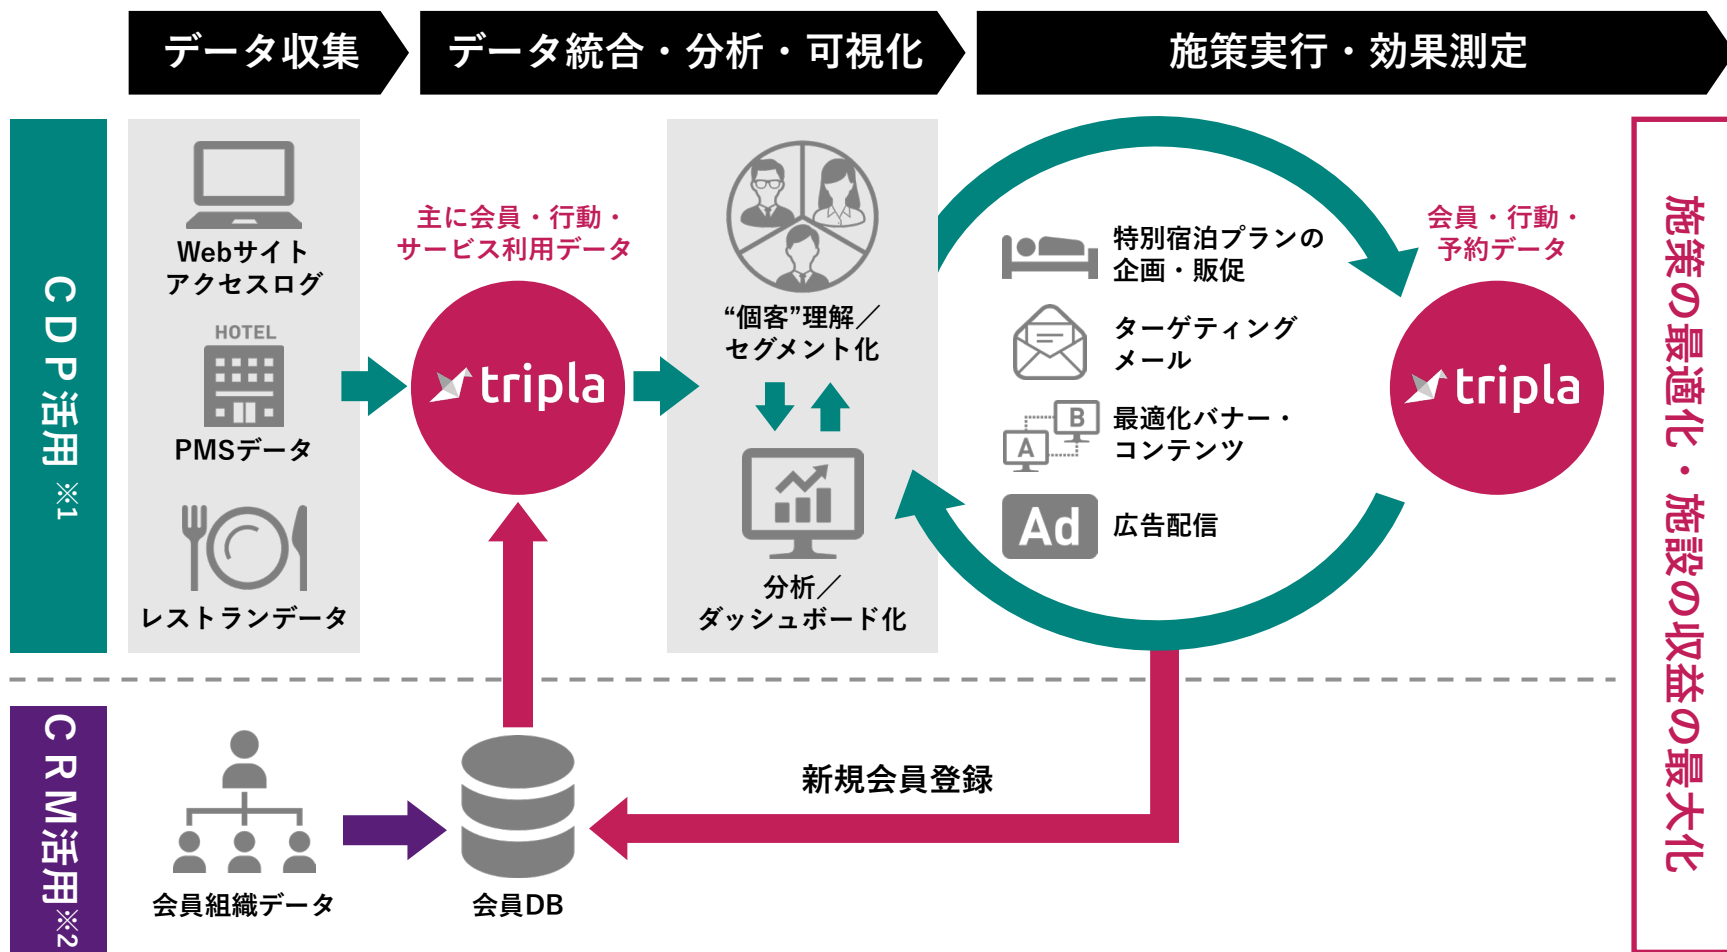 データ収集
データ統合・分析・可視化
施策実行・効果測定
CDP活用 ※1
Webサイト
アクセスログ
HOTEL
PMSデータ
レストランデータ
主に会員・行動・
サービス利用データ
tripla
“個客”理解／
セグメント化
分析／
ダッシュボード化
特別宿泊プランの
企画・販促
ターゲティング
メール
A
B
最適化バナー・
コンテンツ
Ad
広告配信
会員・行動・
予約データ
tripla
施策の最適化・施設の収益の最大化
CRM活用※2
会員組織データ
会員DB
新規会員登録